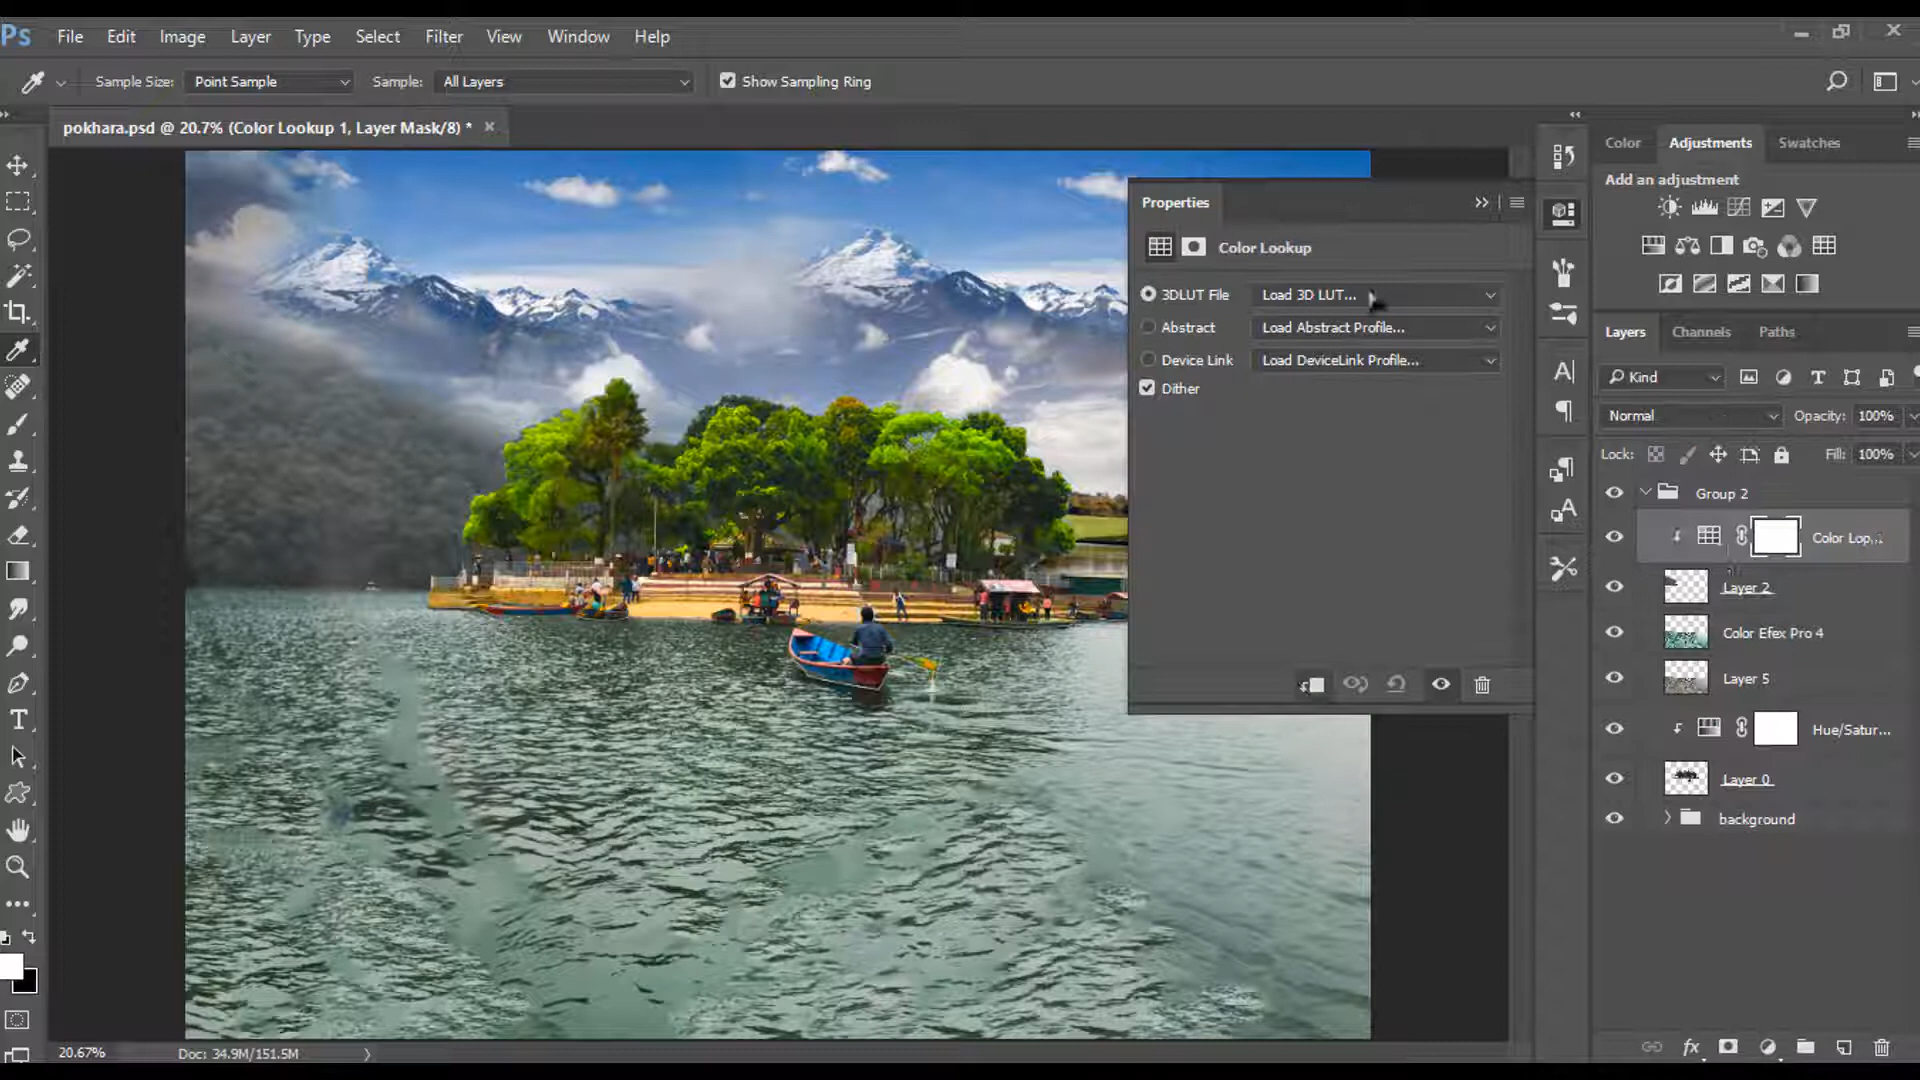 Ps File Edit Image Layer Type Select Filter View Window Help
Sample Size: Point Sample Sample: All Layers Show Sampling Ring
pokhara.psd @ 20.7% (Color Lookup 1, Layer Mask/8) * ×
Color Adjustments Swatches
Add an adjustment
Properties
Color Lookup
3DLUT File Load 3D LUT...
Abstract Load Abstract Profile...
Device Link Load DeviceLink Profile...
Dither
Layers Channels Paths
Kind
Normal Opacity: 100%
Lock: Fill: 100%
Group 2
Color Loo...
Layer 2
Color Efex Pro 4
Layer 5
Hue/Satur...
Layer 0
background
20.67% Doc: 34.9M/151.5M